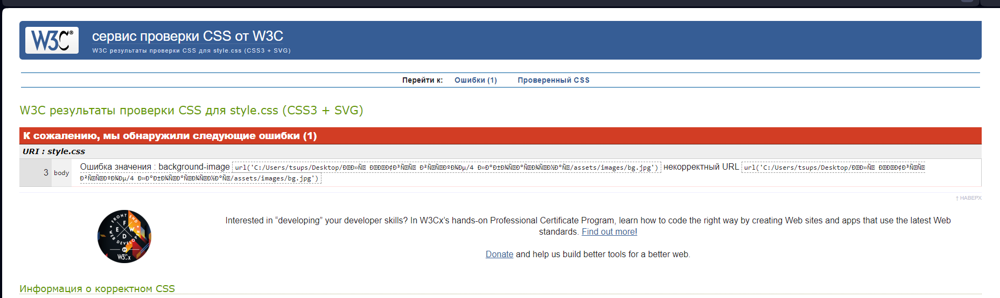 W3C®
сервис проверки CSS от W3C
W3C результаты проверки CSS для style.css (CSS3 + SVG)
Перейти к: Ошибки (1) Проверенный CSS
W3C результаты проверки CSS для style.css (CSS3 + SVG)
К сожалению, мы обнаружили следующие ошибки (1)
URI : style.css
3 body Ошибка значения : background-image url('C:/Users/tsups/Desktop/ /assets/images/bg.jpg') некорректный URL url('C:/Users/tsups/Desktop/
/assets/images/bg.jpg')
↑ НАВЕРХ
FRONT END
WEB DEVELOPER
F E W D
BY
W3Cx
Interested in “developing” your developer skills? In W3Cx’s hands-on Professional Certificate Program, learn how to code the right way by creating Web sites and apps that use the latest Web
standards. Find out more!
Donate and help us build better tools for a better web.
Информация о корректном CSS